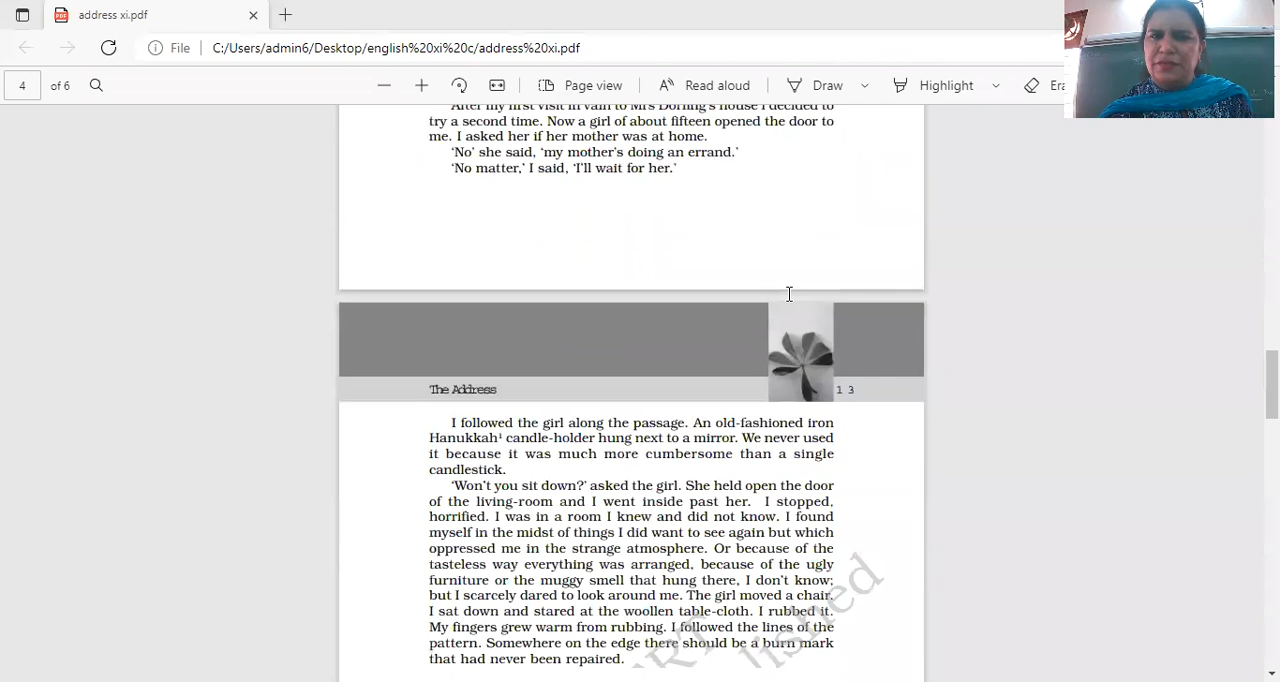 address xi.pdf
File C:/Users/admin6/Desktop/english%20xi%20c/address%20xi.pdf
4 of 6 Page view Read aloud Draw Highlight Era
After my first visit in vain to Mrs Dorling's house I decided to
try a second time. Now a girl of about fifteen opened the door to
me. I asked her if her mother was at home.
'No' she said, 'my mother's doing an errand.'
'No matter,' I said, 'I'll wait for her.'
The Address 1 3
I followed the girl along the passage. An old-fashioned iron
Hanukkah¹ candle-holder hung next to a mirror. We never used
it because it was much more cumbersome than a single
candlestick.
'Won't you sit down?' asked the girl. She held open the door
of the living-room and I went inside past her. I stopped,
horrified. I was in a room I knew and did not know. I found
myself in the midst of things I did want to see again but which
oppressed me in the strange atmosphere. Or because of the
tasteless way everything was arranged, because of the ugly
furniture or the muggy smell that hung there, I don't know;
but I scarcely dared to look around me. The girl moved a chair.
I sat down and stared at the woollen table-cloth. I rubbed it.
My fingers grew warm from rubbing. I followed the lines of the
pattern. Somewhere on the edge there should be a burn mark
that had never been repaired.